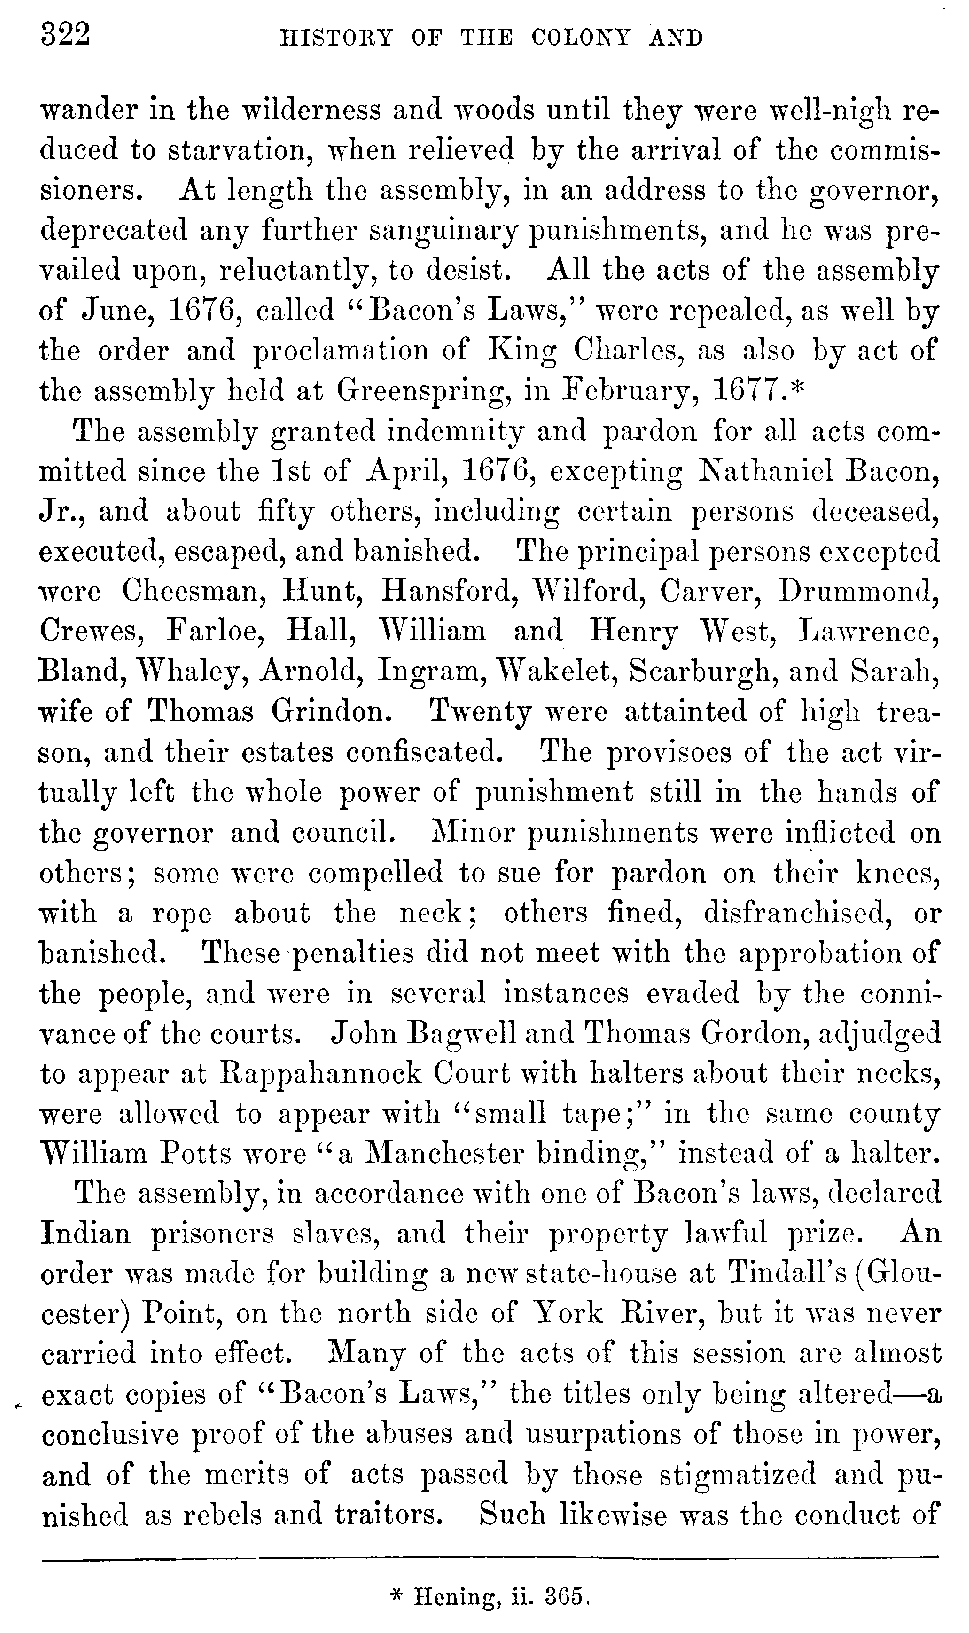 322 HISTORY OF THE COLONY AND
wander in the wilderness and woods until they were well-nigh re-
duced to starvation, when relieved by the arrival of the commis-
sioners. At length the assembly, in an address to the governor,
deprecated any further sanguinary punishments, and he was pre-
vailed upon, reluctantly, to desist. All the acts of the assembly
of June, 1676, called "Bacon's Laws," were repealed, as well by
the order and proclamation of King Charles, as also by act of
the assembly held at Greenspring, in February, 1677.*
The assembly granted indemnity and pardon for all acts com-
mitted since the 1st of April, 1676, excepting Nathaniel Bacon,
Jr., and about fifty others, including certain persons deceased,
executed, escaped, and banished. The principal persons excepted
were Cheesman, Hunt, Hansford, Wilford, Carver, Drummond,
Crewes, Farloe, Hall, William and Henry West, Lawrence,
Bland, Whaley, Arnold, Ingram, Wakelet, Scarburgh, and Sarah,
wife of Thomas Grindon. Twenty were attainted of high trea-
son, and their estates confiscated. The provisoes of the act vir-
tually left the whole power of punishment still in the hands of
the governor and council. Minor punishments were inflicted on
others; some were compelled to sue for pardon on their knees,
with a rope about the neck; others fined, disfranchised, or
banished. These penalties did not meet with the approbation of
the people, and were in several instances evaded by the conni-
vance of the courts. John Bagwell and Thomas Gordon, adjudged
to appear at Rappahannock Court with halters about their necks,
were allowed to appear with "small tape;" in the same county
William Potts wore "a Manchester binding," instead of a halter.
The assembly, in accordance with one of Bacon's laws, declared
Indian prisoners slaves, and their property lawful prize. An
order was made for building a new state-house at Tindall's (Glou-
cester) Point, on the north side of York River, but it was never
carried into effect. Many of the acts of this session are almost
exact copies of "Bacon's Laws," the titles only being altered—a
conclusive proof of the abuses and usurpations of those in power,
and of the merits of acts passed by those stigmatized and pu-
nished as rebels and traitors. Such likewise was the conduct of
* Hening, ii. 365.